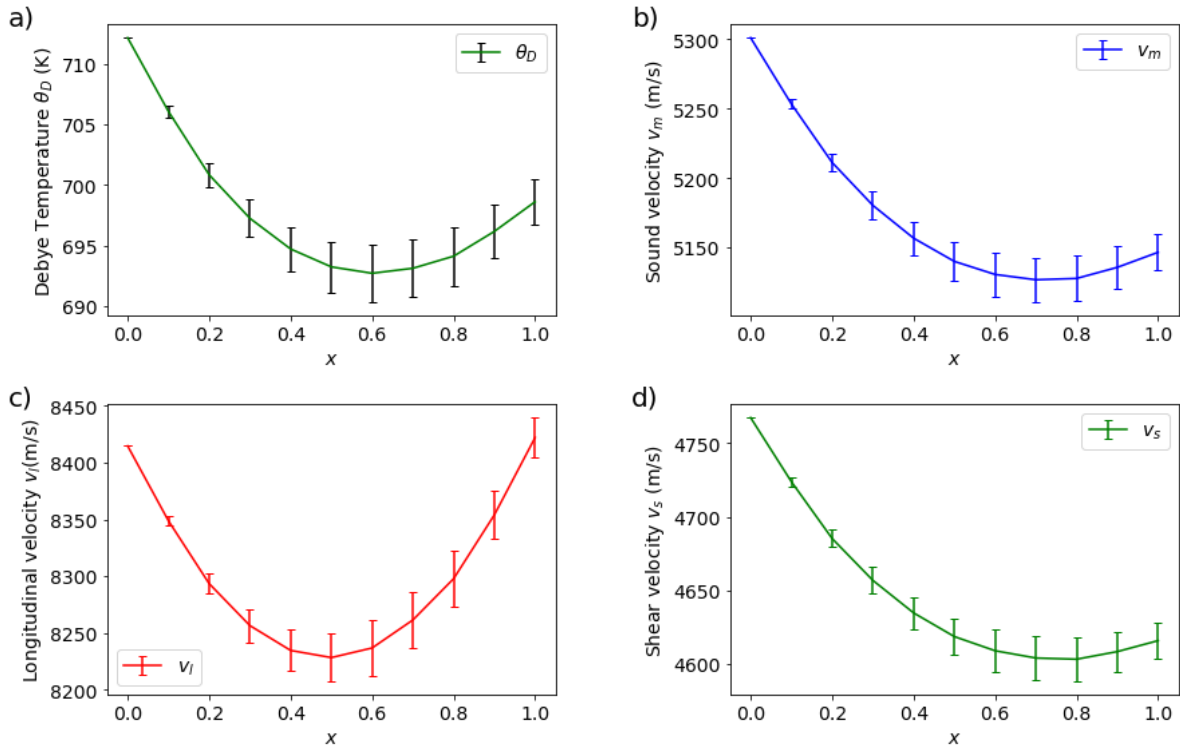 a)
Debye Temperature θ_D (K)
710
705
700
695
690
0.0 0.2 0.4 0.6 0.8 1.0
x
θ_D
b)
Sound velocity v_m (m/s)
5300
5250
5200
5150
0.0 0.2 0.4 0.6 0.8 1.0
x
v_m
c)
Longitudinal velocity v_l(m/s)
8450
8400
8350
8300
8250
8200
0.0 0.2 0.4 0.6 0.8 1.0
x
v_l
d)
Shear velocity v_s (m/s)
4750
4700
4650
4600
0.0 0.2 0.4 0.6 0.8 1.0
x
v_s